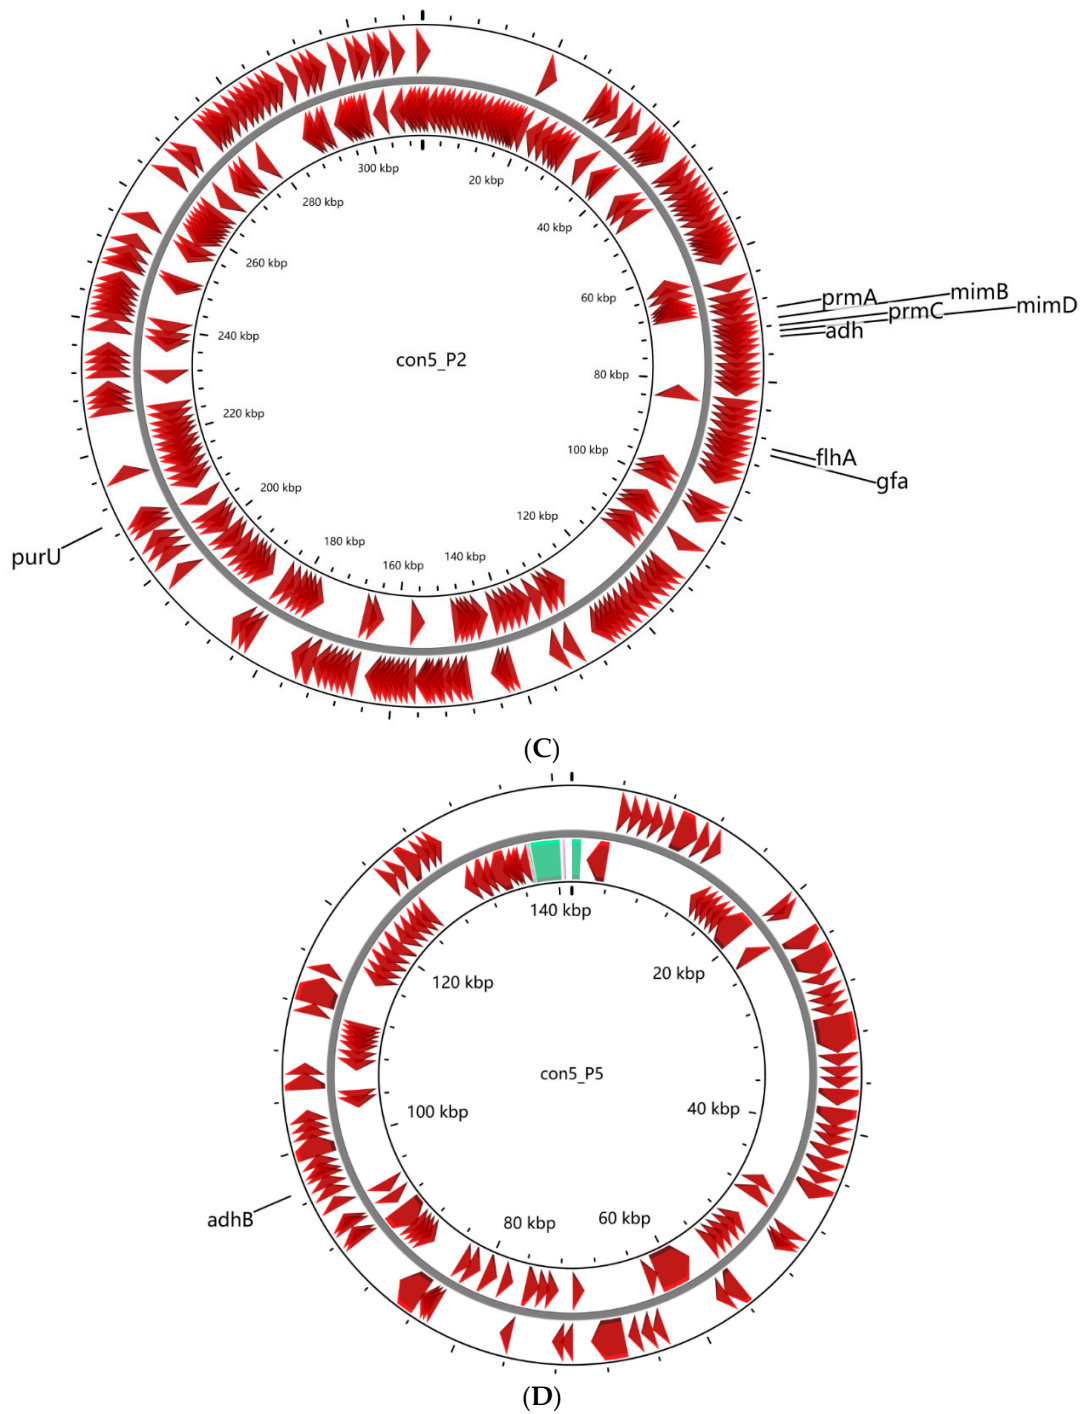 300 kbp
20 kbp
280 kbp
40 kbp
260 kbp
60 kbp
prmA
mimB
mimD
prmC
adh
240 kbp
con5_P2
80 kbp
220 kbp
100 kbp
flhA
gfa
200 kbp
120 kbp
180 kbp
140 kbp
160 kbp
purU
(C)
140 kbp
20 kbp
120 kbp
con5_P5
40 kbp
100 kbp
60 kbp
80 kbp
adhB
(D)